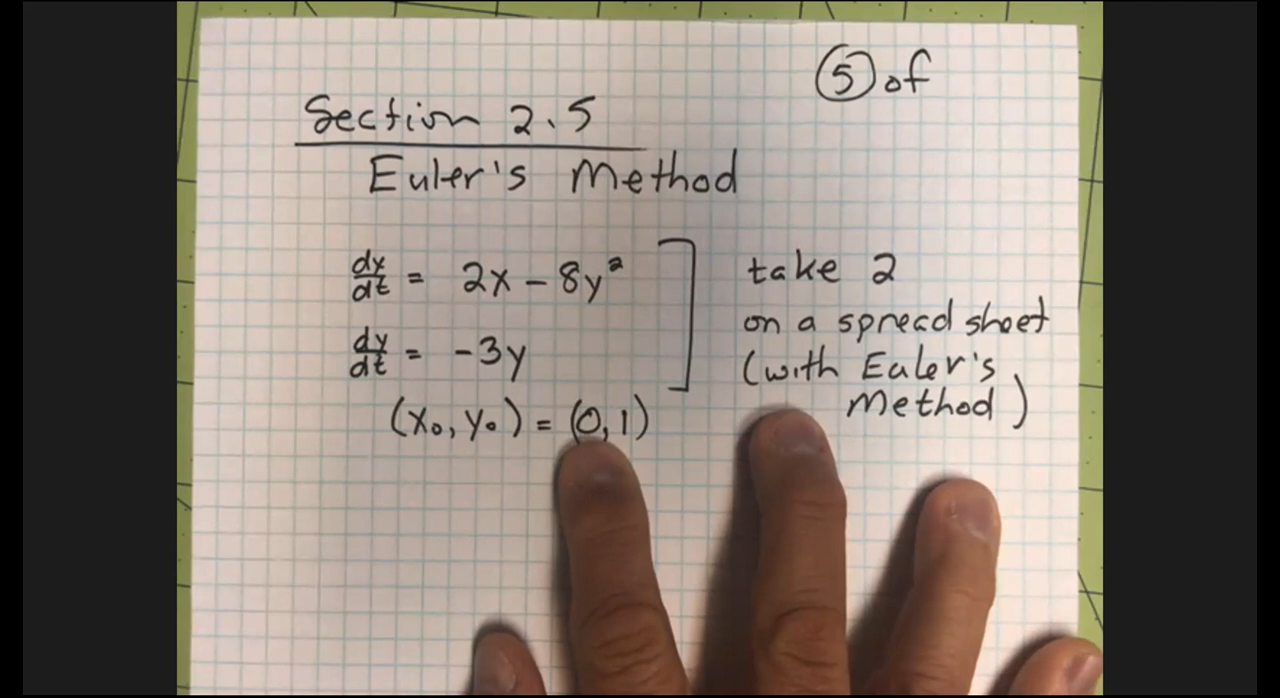 ⑤ of
Section 2.5
Euler's Method
dx/dt = 2x - 8y²
dy/dt = -3y
(x₀, y₀) = (0, 1)
take 2
on a spread sheet
(with Euler's
Method)